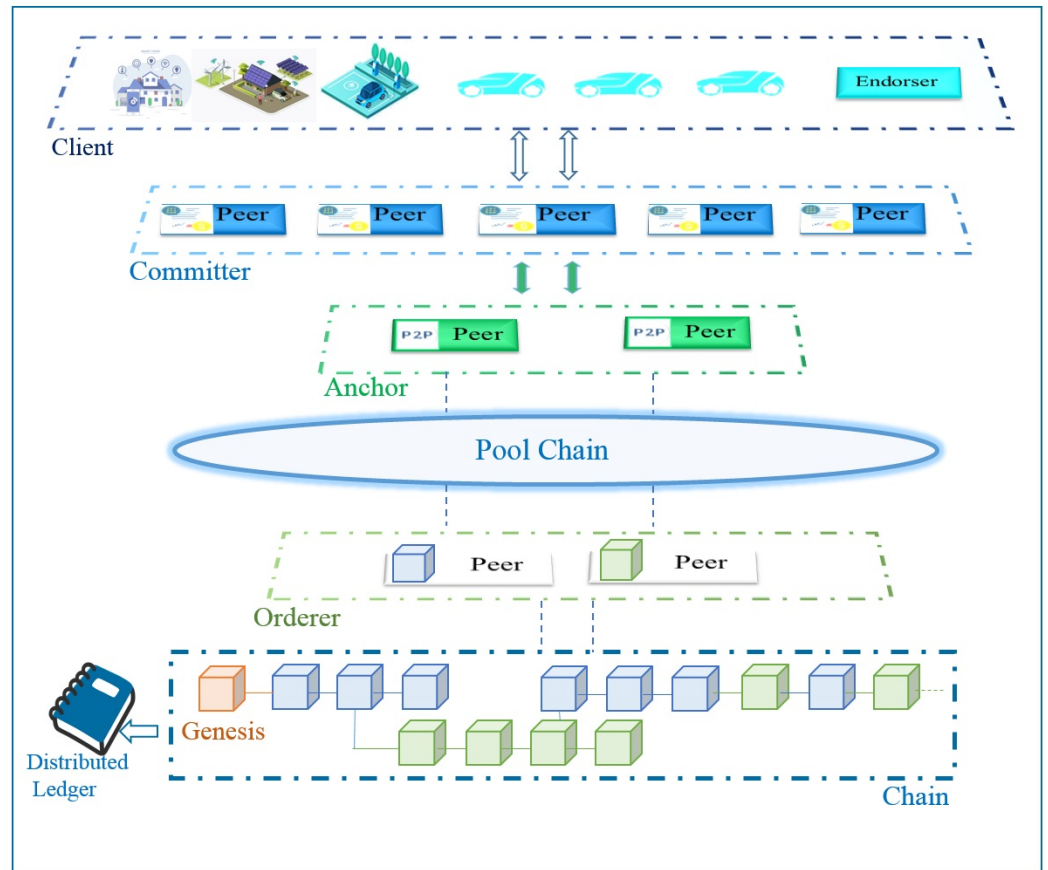 Endorser
Client
Peer
Peer
Peer
Peer
Peer
Committer
P2P Peer
P2P Peer
Anchor
Pool Chain
Peer
Peer
Orderer
Genesis
Distributed
Ledger
Chain